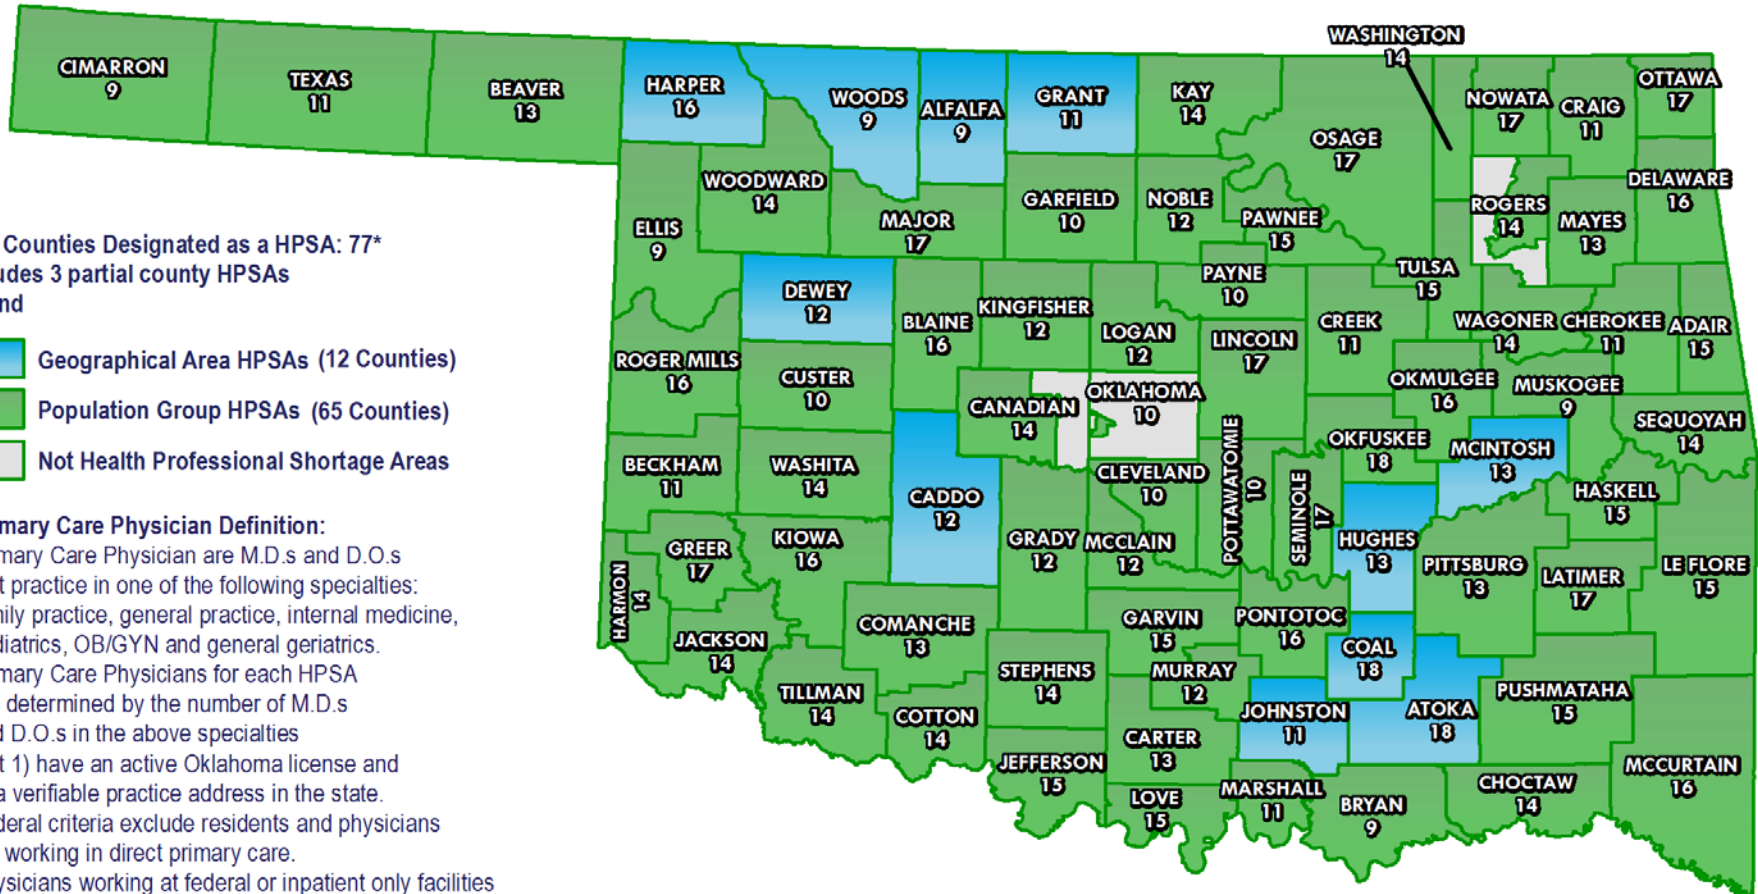 WASHINGTON
14
CIMARRON
9
TEXAS
11
BEAVER
13
HARPER
16
WOODS
9
ALFALFA
9
GRANT
11
KAY
14
OSAGE
17
NOWATA
17
CRAIG
11
OTTAWA
17
WOODWARD
14
ELLIS
9
MAJOR
17
GARFIELD
10
NOBLE
12
PAWNEE
15
ROGERS
14
MAYES
13
DELAWARE
16
Counties Designated as a HPSA: 77*
udes 3 partial county HPSAs
nd
Geographical Area HPSAs (12 Counties)
Population Group HPSAs (65 Counties)
Not Health Professional Shortage Areas
DEWEY
12
BLAINE
16
KINGFISHER
12
LOGAN
12
PAYNE
10
LINCOLN
17
CREEK
11
TULSA
15
WAGONER
14
CHEROKEE
11
ADAIR
15
ROGER MILLS
16
CUSTER
10
CANADIAN
14
OKLAHOMA
10
OKMULGEE
16
MUSKOGEE
9
SEQUOYAH
14
BECKHAM
11
WASHITA
14
CADDO
12
CLEVELAND
10
POTTAWATOMIE
10
SEMINOLE
17
OKFUSKEE
18
MCINTOSH
13
HASKELL
15
mary Care Physician Definition:
mary Care Physician are M.D.s and D.O.s
t practice in one of the following specialties:
nily practice, general practice, internal medicine,
diatrics, OB/GYN and general geriatrics.
mary Care Physicians for each HPSA
determined by the number of M.D.s
d D.O.s in the above specialties
t 1) have an active Oklahoma license and
a verifiable practice address in the state.
deral criteria exclude residents and physicians
working in direct primary care.
ysicians working at federal or inpatient only facilities
HARMON
14
GREER
17
KIOWA
16
GRADY
12
MCCLAIN
12
HUGHES
13
PITTSBURG
13
LATIMER
17
LE FLORE
15
JACKSON
14
COMANCHE
13
GARVIN
15
PONTOTOC
16
COAL
18
TILLMAN
14
COTTON
14
STEPHENS
14
MURRAY
12
JOHNSTON
11
ATOKA
18
PUSHMATAHA
15
JEFFERSON
15
CARTER
13
LOVE
15
MARSHALL
11
BRYAN
9
CHOCTAW
14
MCCURTAIN
16